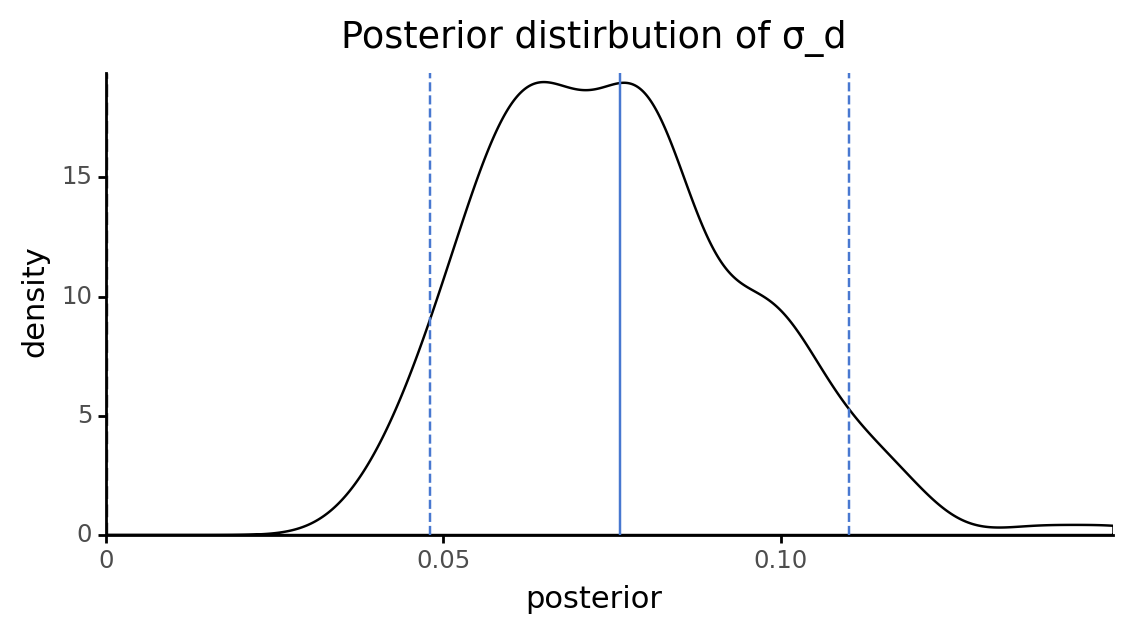 Posterior distirbution of σ_d
density
15
10
5
0
0
0.05
0.10
posterior